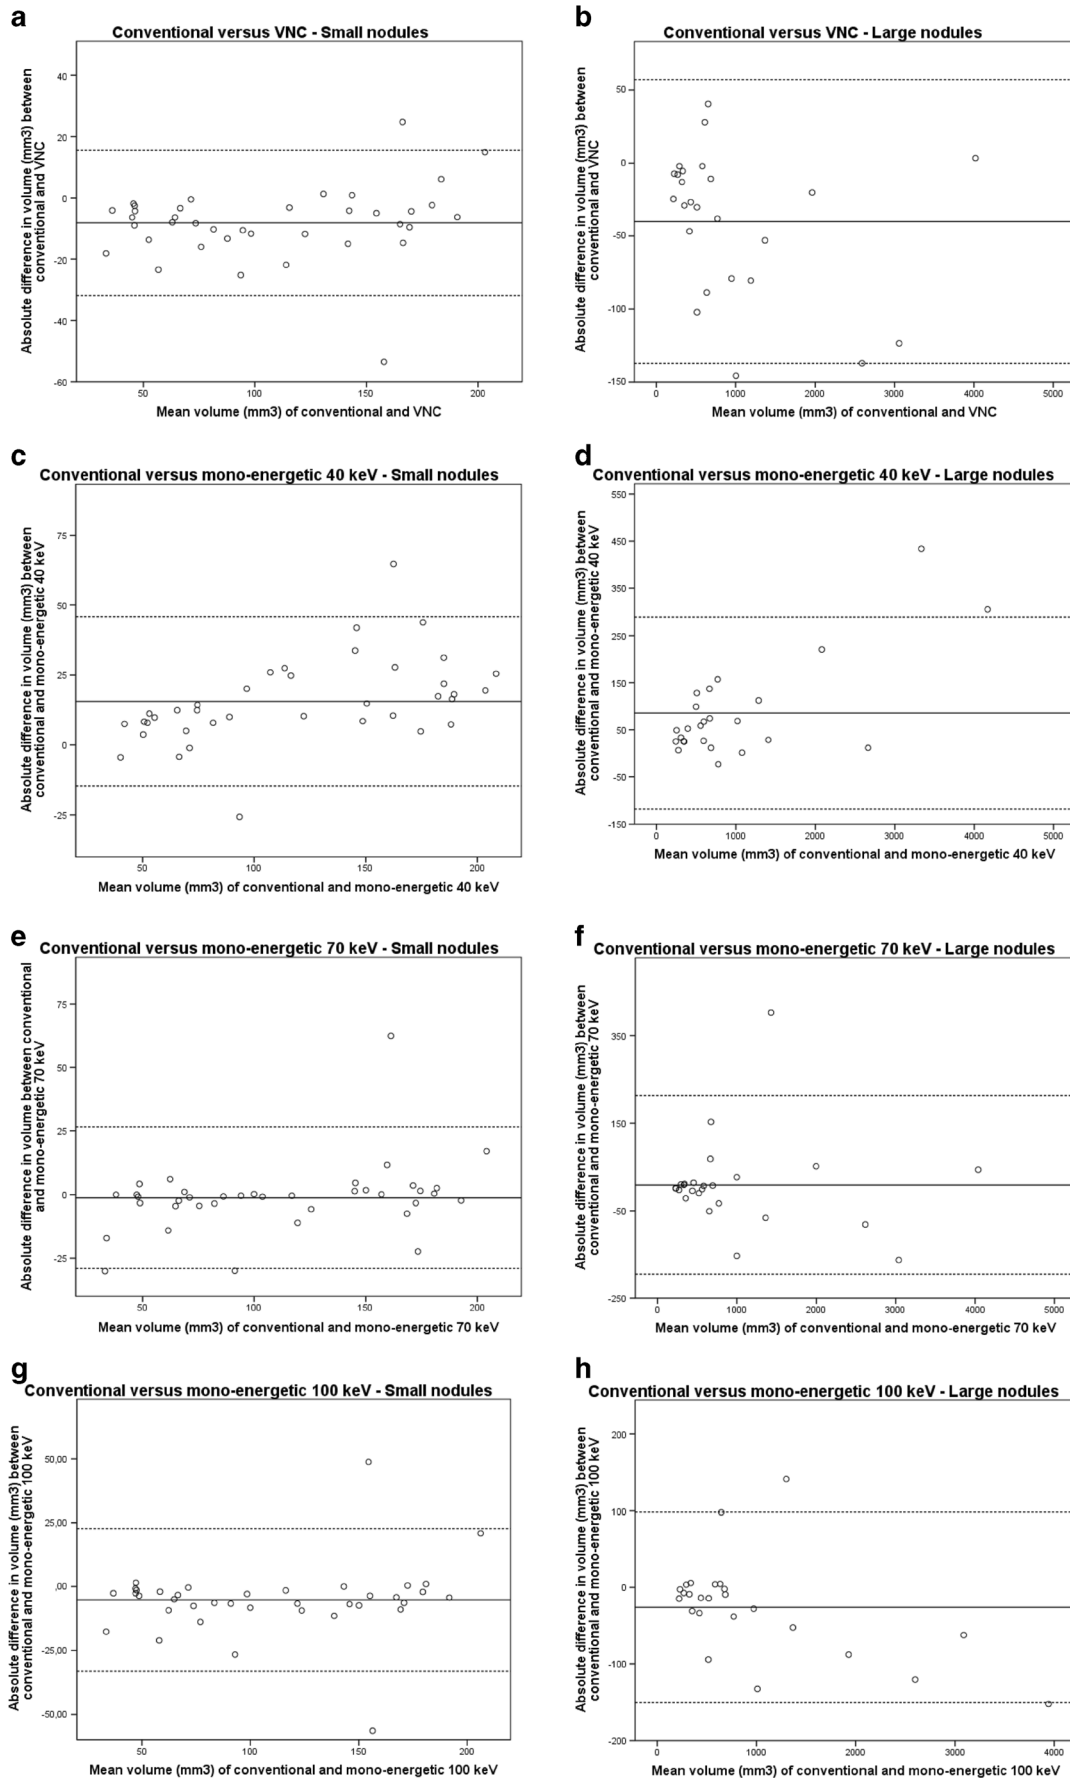 a
Conventional versus VNC - Small nodules
Absolute difference in volume (mm3) between
conventional and VNC
40
20
0
-20
-40
-60
50
100
150
200
Mean volume (mm3) of conventional and VNC
b
Conventional versus VNC - Large nodules
Absolute difference in volume (mm3) between
conventional and VNC
50
0
-50
-100
-150
0
1000
2000
3000
4000
5000
Mean volume (mm3) of conventional and VNC
c
Conventional versus mono-energetic 40 keV - Small nodules
Absolute difference in volume (mm3) between
conventional and mono-energetic 40 keV
75
50
25
0
-25
50
100
150
200
Mean volume (mm3) of conventional and mono-energetic 40 keV
d
Conventional versus mono-energetic 40 keV - Large nodules
Absolute difference in volume (mm3) between
conventional and mono-energetic 40 keV
550
450
350
250
150
50
-50
-150
0
1000
2000
3000
4000
5000
Mean volume (mm3) of conventional and mono-energetic 40 keV
e
Conventional versus mono-energetic 70 keV - Small nodules
Absolute difference in volume between conventional
and mono-energetic 70 keV
75
50
25
0
-25
50
100
150
200
Mean volume (mm3) of conventional and mono-energetic 70 keV
f
Conventional versus mono-energetic 70 keV - Large nodules
Absolute difference in volume (mm3) between
conventional and mono-energetic 70 keV
350
150
-50
-250
0
1000
2000
3000
4000
5000
Mean volume (mm3) of conventional and mono-energetic 70 keV
g
Conventional versus mono-energetic 100 keV - Small nodules
Absolute difference in volume (mm3) between
conventional and mono-energetic 100 keV
50,00
25,00
,00
-25,00
-50,00
50
100
150
200
Mean volume (mm3) of conventional and mono-energetic 100 keV
h
Conventional versus mono-energetic 100 keV - Large nodules
Absolute difference in volume (mm3) between
conventional and mono-energetic 100 keV
200
100
0
-100
-200
0
1000
2000
3000
4000
Mean volume (mm3) of conventional and mono-energetic 100 keV